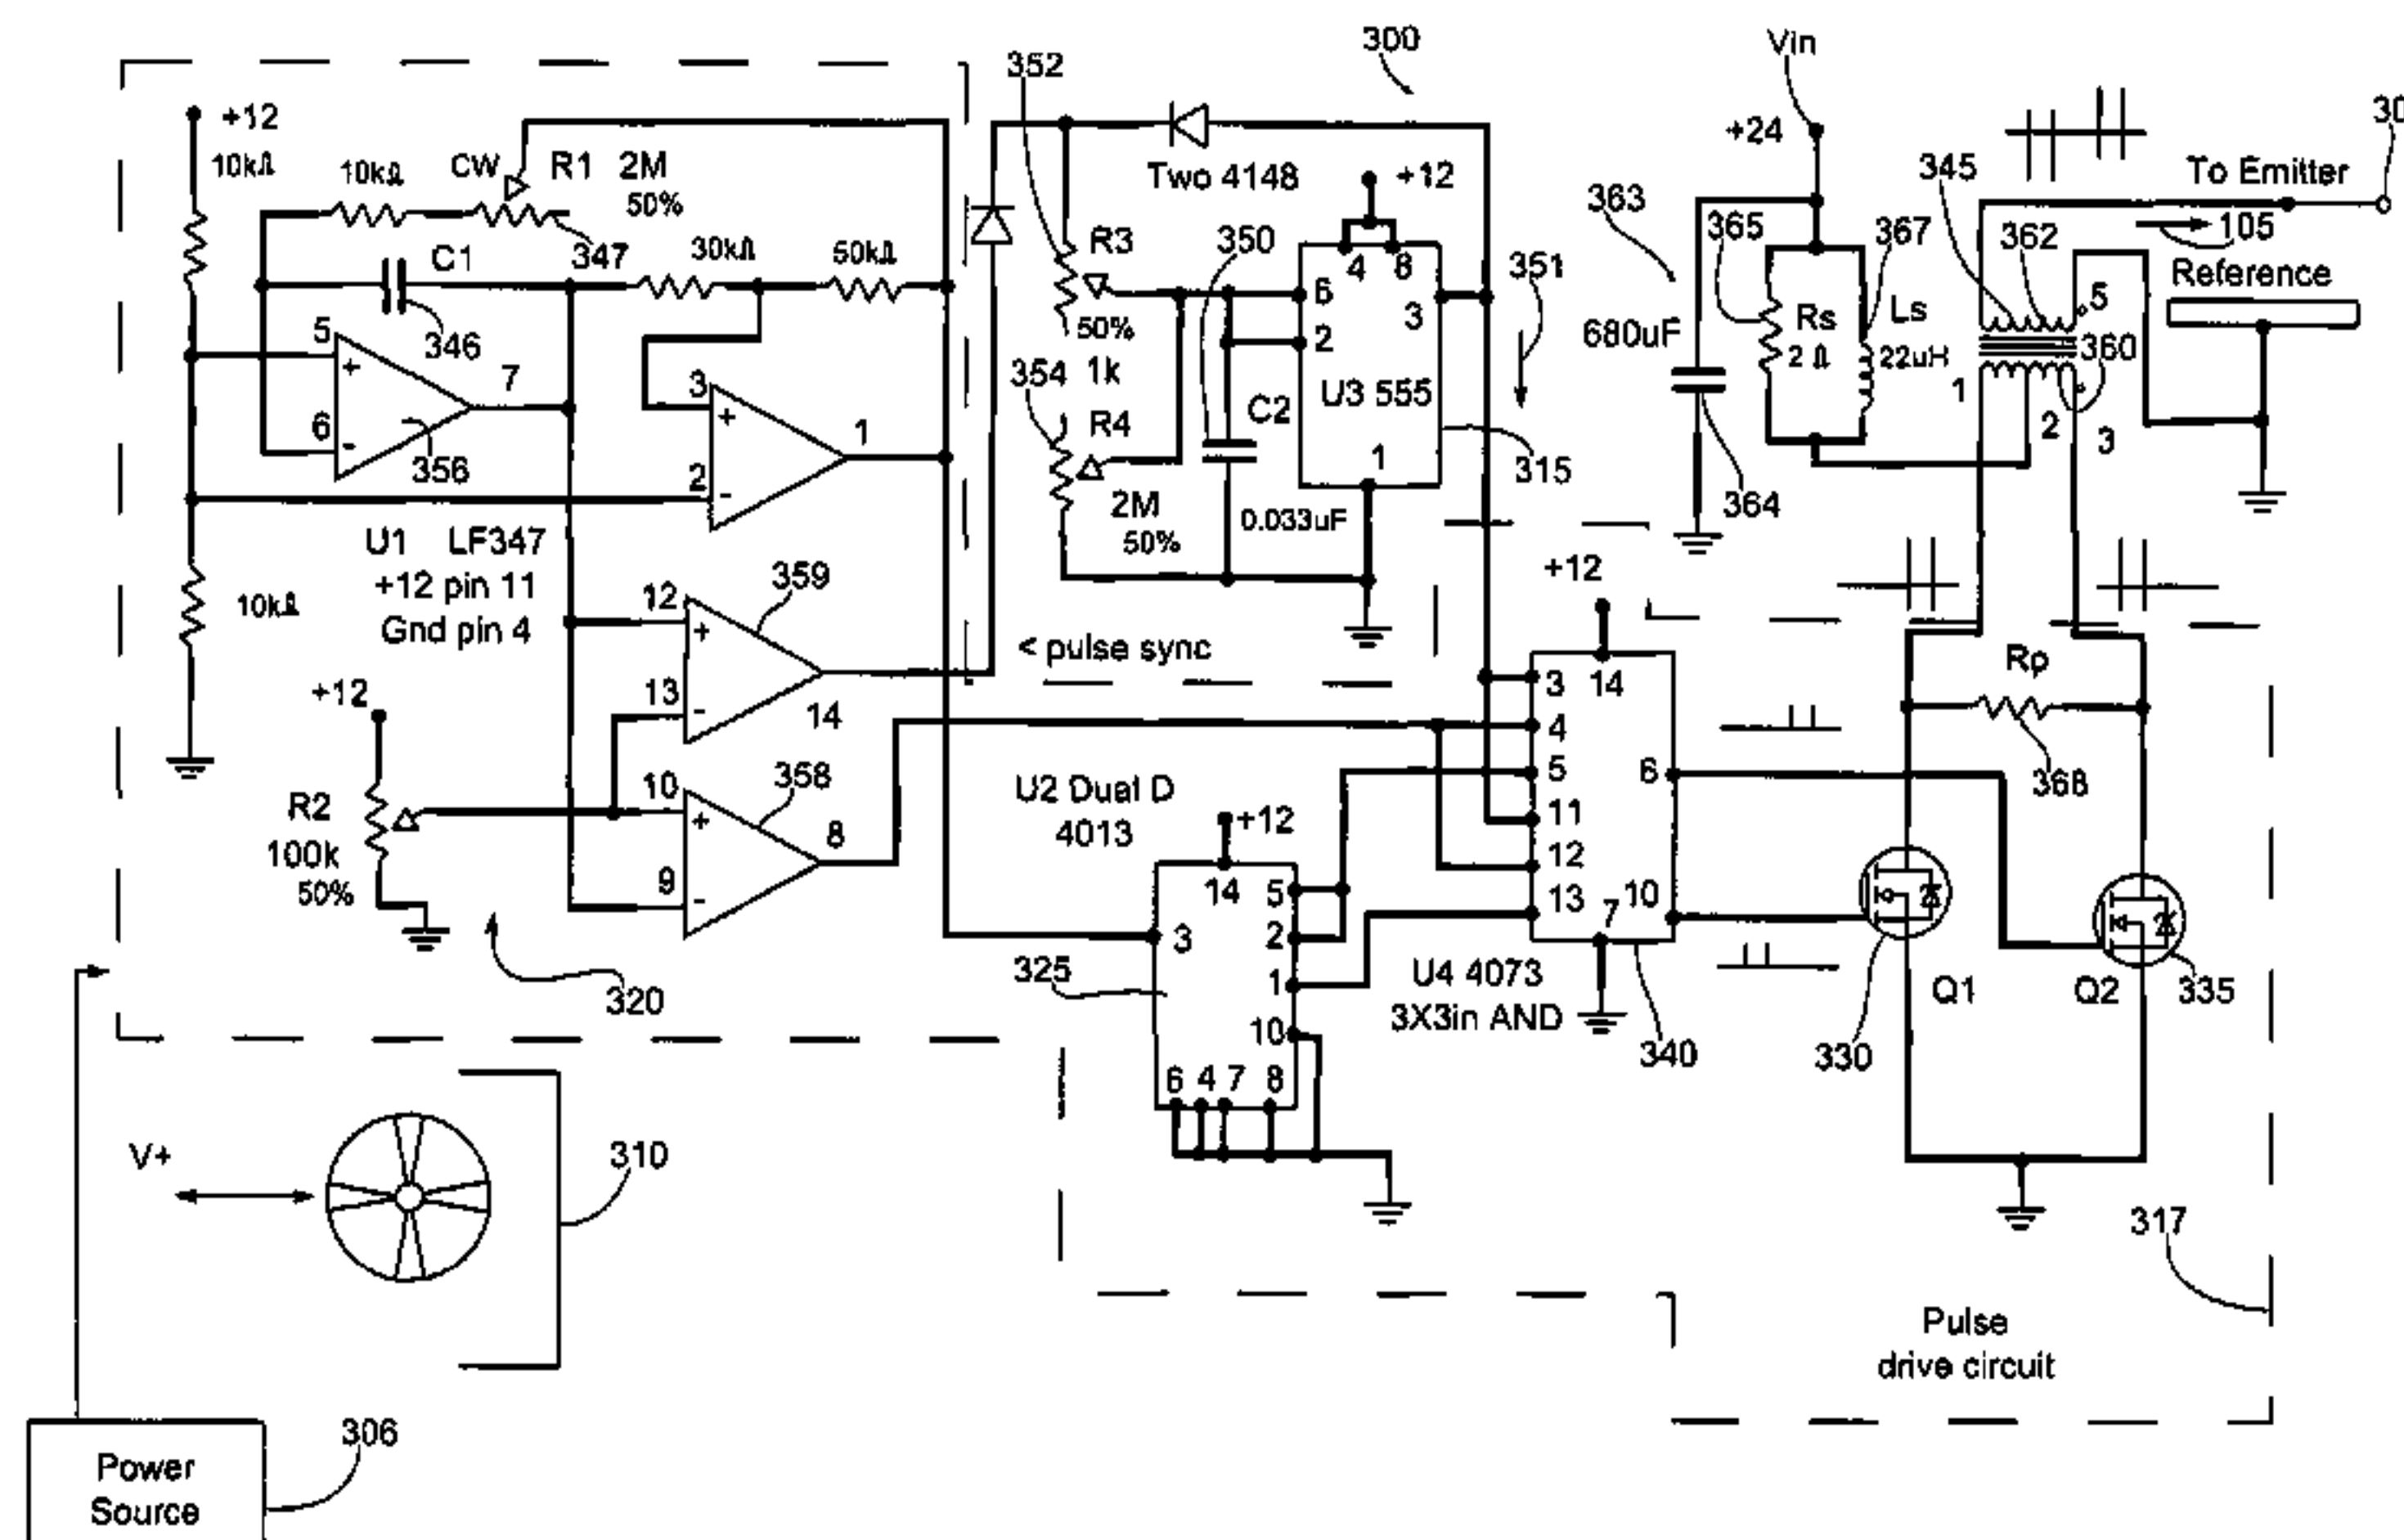 300
Vin
352
+12
10kΩ
10kΩ
CW
R1 2M
50%
347
C1
30kΩ
50kΩ
346
5
+
6
-
7
356
3
+
2
-
1
U1 LF347
+12 pin 11
Gnd pin 4
10kΩ
359
12
+
13
-
14
< pulse sync
+12
R2
100k
50%
358
10
+
9
-
8
320
Two 4148
+12
R3
350
50%
1k
354
R4
2M
50%
C2
0.033uF
6
2
4 8
3
U3 555
1
315
351
363
+24
365
345
362
367
680uF
Rs
2 Ω
Ls
22uH
364
To Emitter
30
105
Reference
5
360
1
2
3
+12
3
14
4
5
6
11
12
13
7
10
U4 4073
3X3in AND
340
Rp
368
Q1
330
Q2
335
U2 Dual D
4013
+12
14
5
3
2
1
10
6 4 7 8
325
317
Pulse
drive circuit
V+
310
306
Power
Source